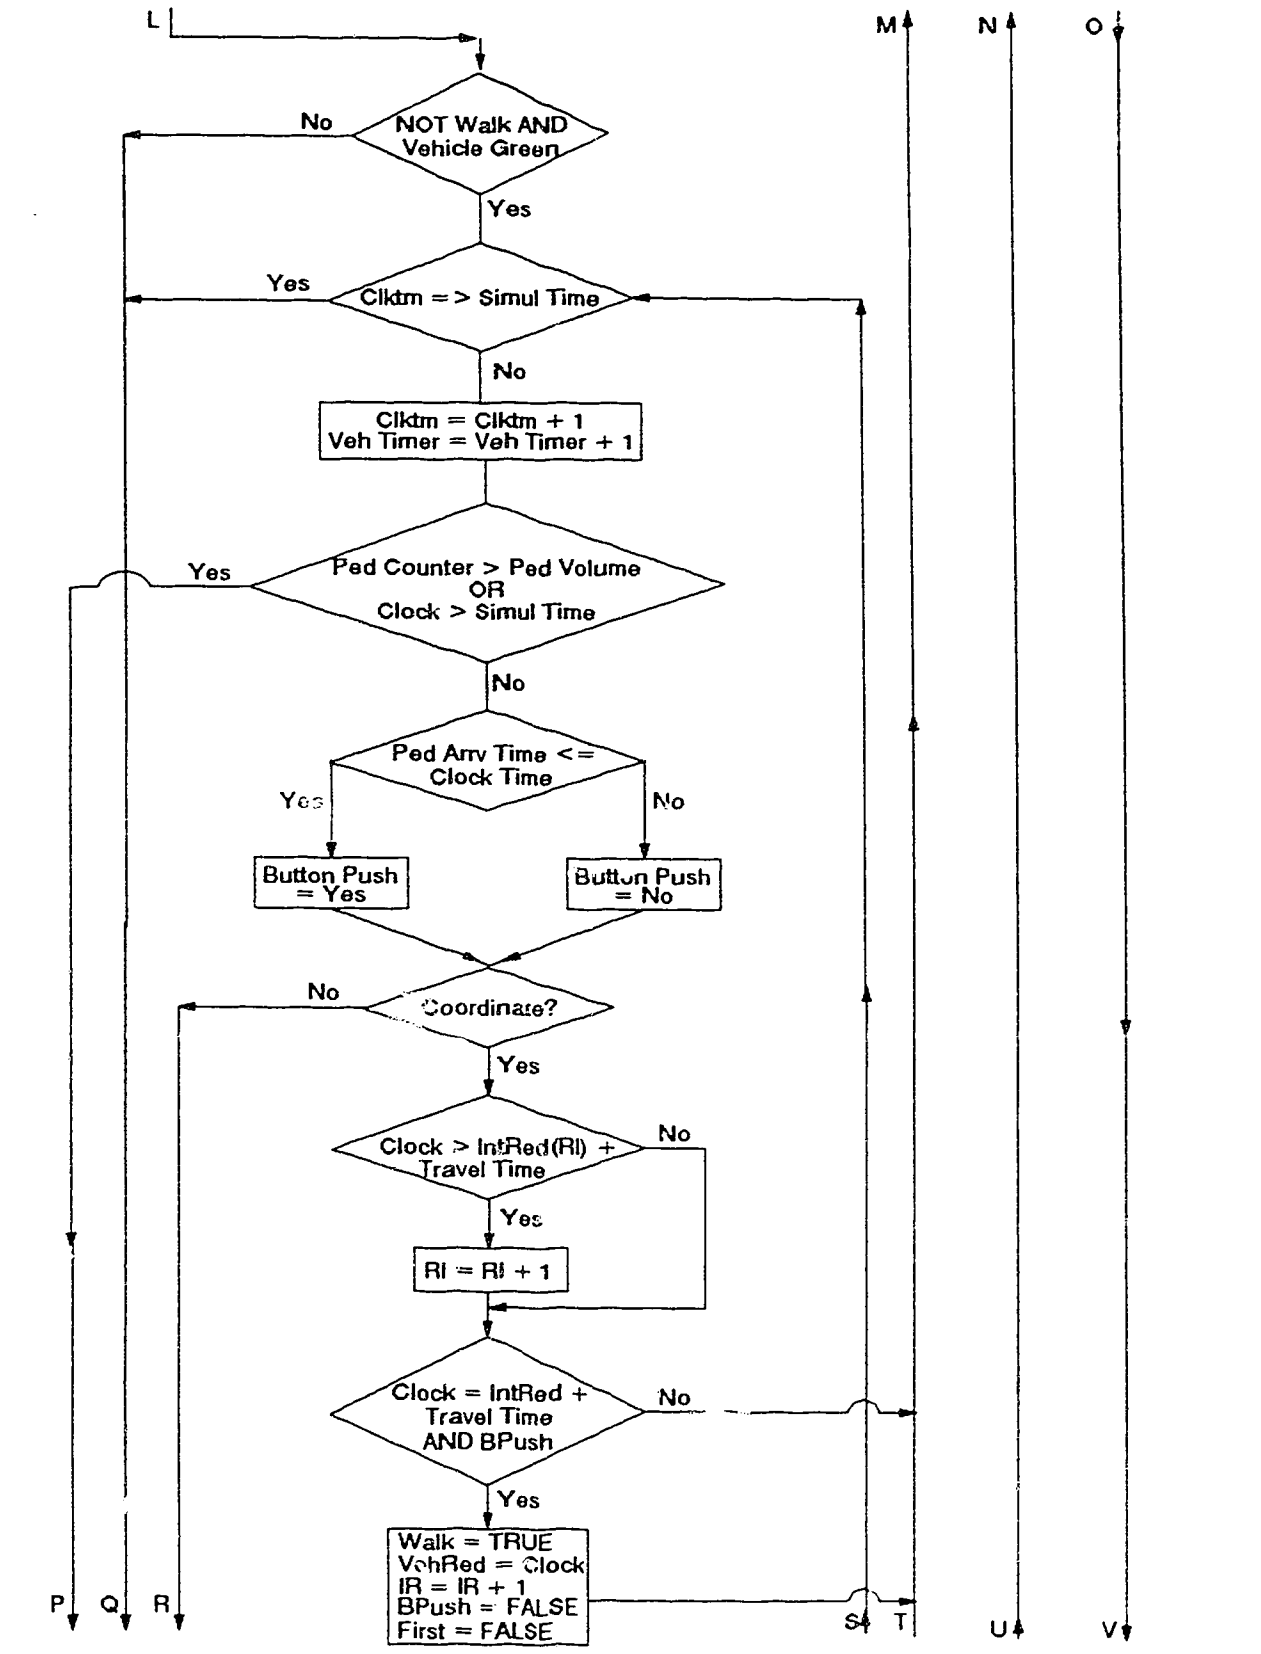 L
M
N
O
No
NOT Walk AND
Vehicle Green
Yes
Yes
Clktm = > Simul Time
No
Clktm = Clktm + 1
Veh Timer = Veh Timer + 1
Yes
Ped Counter > Ped Volume
OR
Clock > Simul Time
No
Ped Arrv Time <=
Clock Time
Yes
No
Button Push
= Yes
Button Push
= No
No
Coordinate?
Yes
Clock > IntRed(RI) +
Travel Time
No
Yes
RI = RI + 1
Clock = IntRed +
Travel Time
AND BPush
No
Yes
Walk = TRUE
VehRed = Clock
IR = IR + 1
BPush = FALSE
First = FALSE
P
Q
R
S
T
U
V